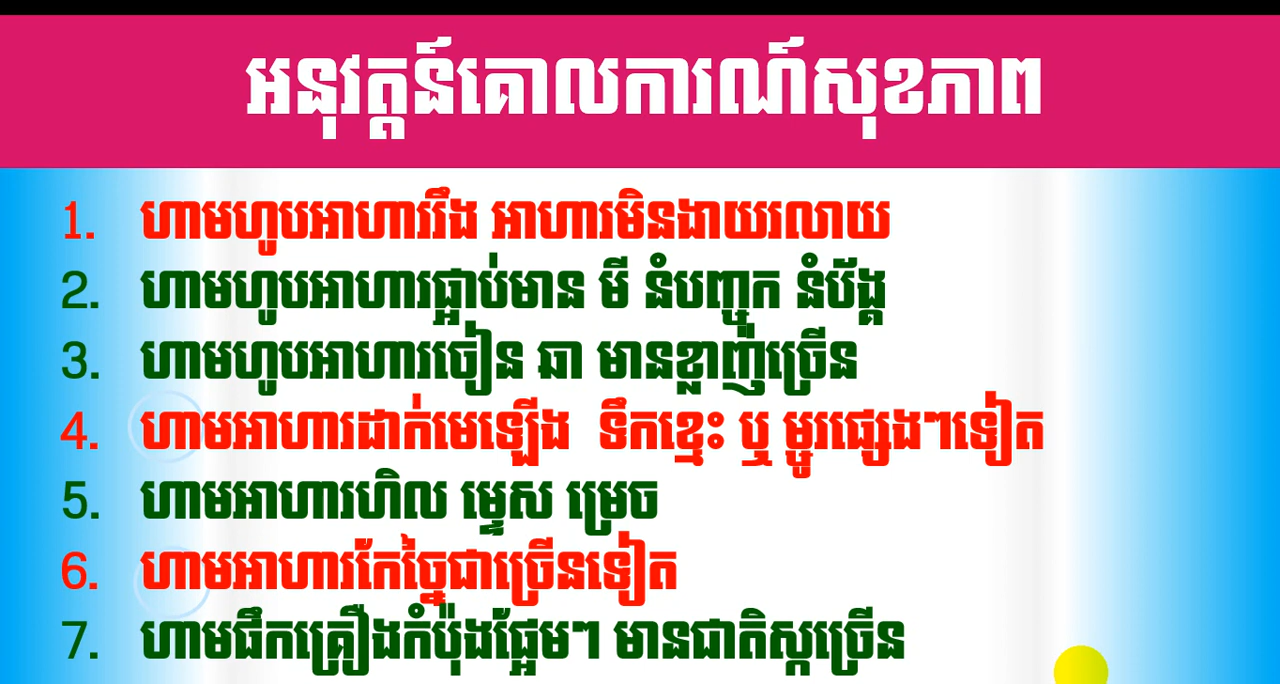 អនុវត្តន៍គោលការណ៍សុខភាព
1. ហាមហូបអាហាររឹង អាហារមិនងាយរលាយ
2. ហាមហូបអាហារផ្អាប់មាន មី នំបញ្ចុក នំប័ង្គ
3. ហាមហូបអាហារចៀន ឆា មានខ្លាញ់ច្រើន
4. ហាមអាហារដាក់មេឡើង ទឹកខ្មេះ ឬ ម្ជូរផ្សេងៗទៀត
5. ហាមអាហារហិល ម្ទេស ម្រេច
6. ហាមអាហារកែច្នៃជាច្រើនទៀត
7. ហាមផឹកគ្រឿងកំប៉ុងផ្អែមៗ មានជាតិស្ករច្រើន